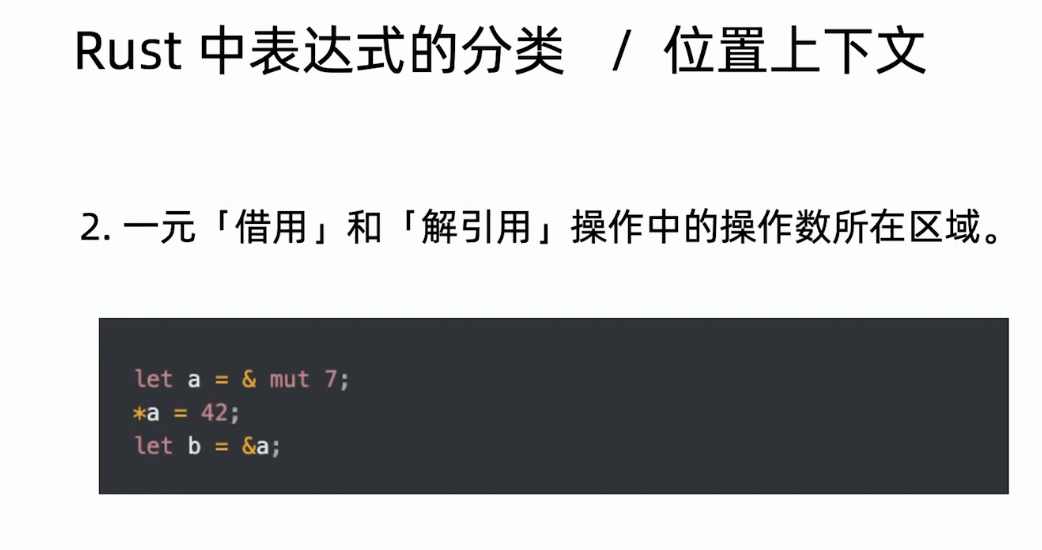 Rust 中表达式的分类 / 位置上下文
2. 一元「借用」和「解引用」操作中的操作数所在区域。
let a = & mut 7;
*a = 42;
let b = &a;